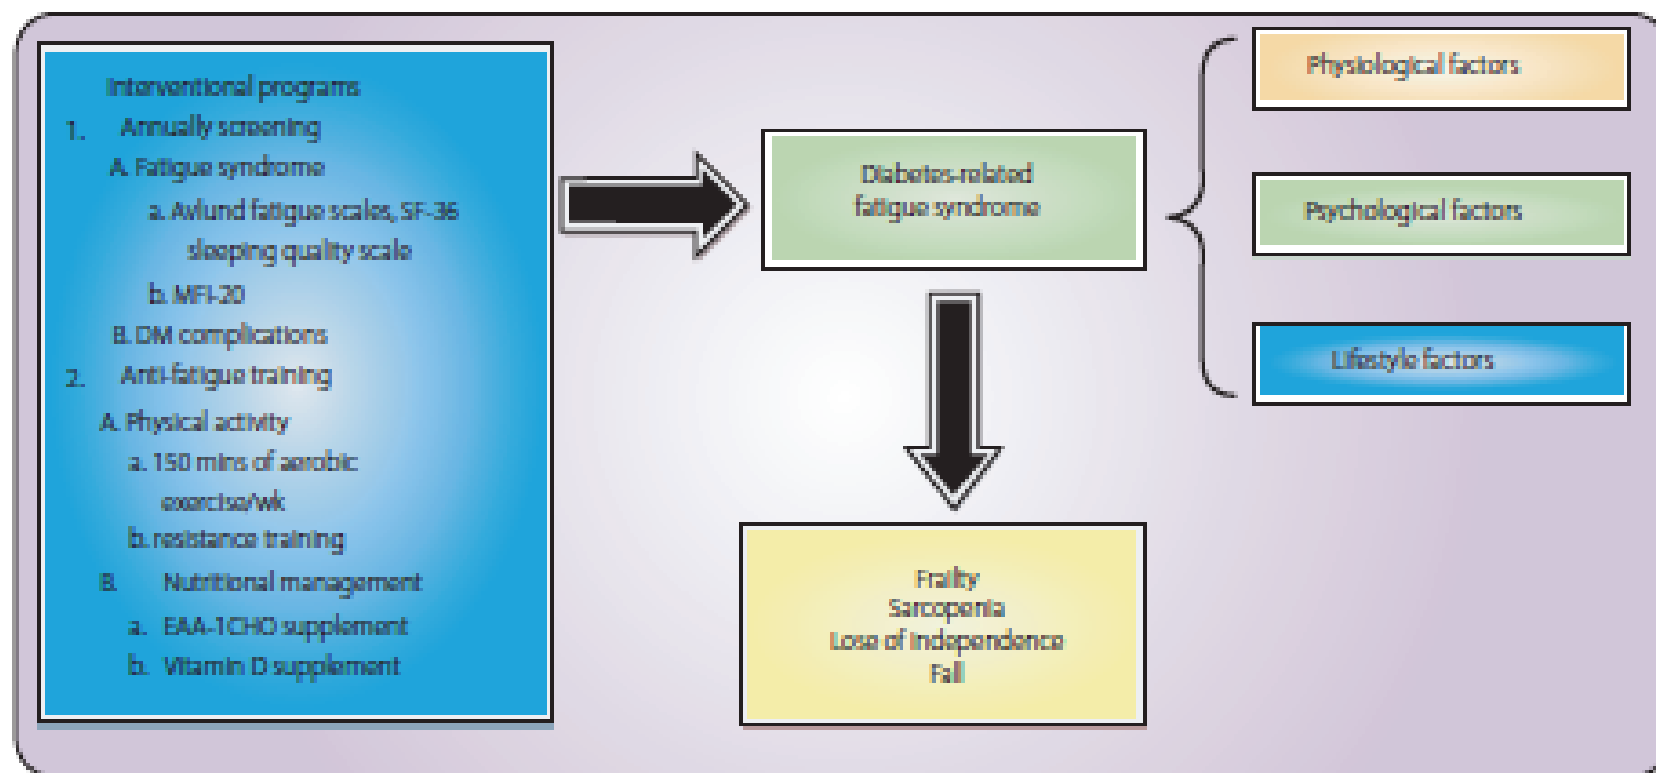 Interventional programs
1. Annually screening
A. Fatigue syndrome
a. Avlund fatigue scales, SF-36
sleeping quality scale
b. MFI-20
B. DM complications
2. Anti-fatigue training
A. Physical activity
a. 150 mins of aerobic
exercise/wk
b. resistance training
B. Nutritional management
a. EAA-1CHO supplement
b. Vitamin D supplement
Diabetes-related
fatigue syndrome
Frailty
Sarcopenia
Lose of independence
Fall
Physiological factors
Psychological factors
Lifestyle factors